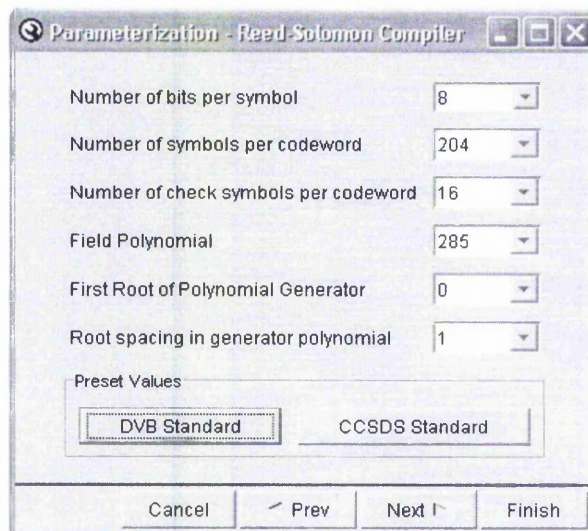 Parameterization - Reed-Solomon Compiler
Number of bits per symbol 8
Number of symbols per codeword 204
Number of check symbols per codeword 16
Field Polynomial 285
First Root of Polynomial Generator 0
Root spacing in generator polynomial 1
Preset Values
DVB Standard CCSDS Standard
Cancel Prev Next Finish